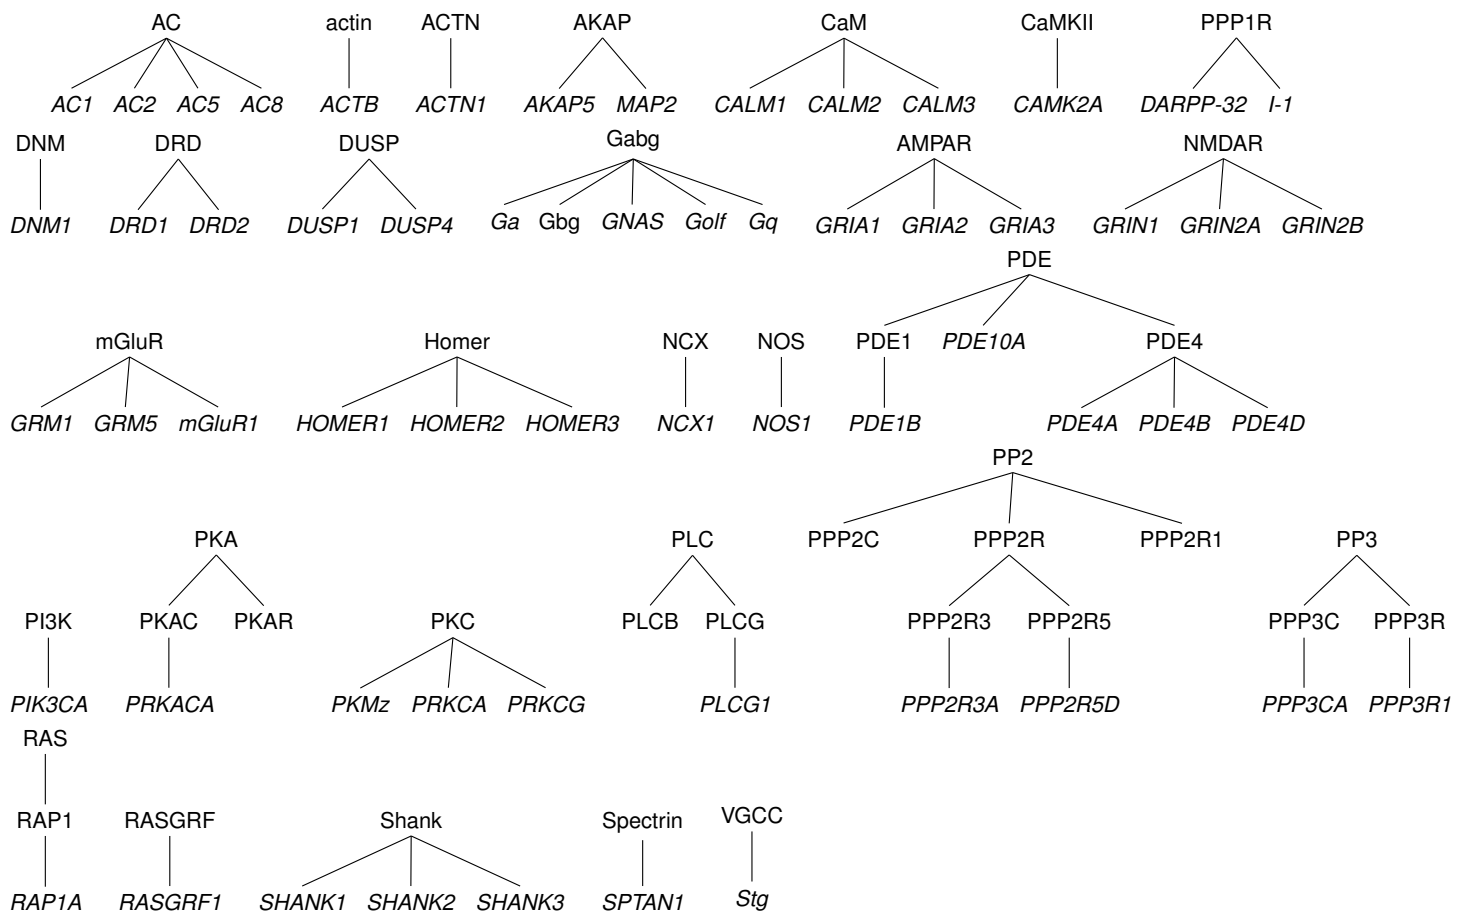 AC actin ACTN AKAP CaM CaMKII PPP1R
AC1 AC2 AC5 AC8 ACTB ACTN1 AKAP5 MAP2 CALM1 CALM2 CALM3 CAMK2A DARPP-32 I-1
DNM DRD DUSP Gabg AMPAR NMDAR
DNM1 DRD1 DRD2 DUSP1 DUSP4 Ga Gbg GNAS Golf Gq GRIA1 GRIA2 GRIA3 GRIN1 GRIN2A GRIN2B
PDE
mGluR Homer NCX NOS PDE1 PDE10A PDE4
GRM1 GRM5 mGluR1 HOMER1 HOMER2 HOMER3 NCX1 NOS1 PDE1B PDE4A PDE4B PDE4D
PP2
PKA PLC PPP2C PPP2R PPP2R1 PP3
PI3K PKAC PKAR PKC PLCB PLCG PPP2R3 PPP2R5 PPP3C PPP3R
PIK3CA PRKACA PKMz PRKCA PRKCG PLCG1 PPP2R3A PPP2R5D PPP3CA PPP3R1
RAS
RAP1 RASGRF Shank Spectrin VGCC
RAP1A RASGRF1 SHANK1 SHANK2 SHANK3 SPTAN1 Stg